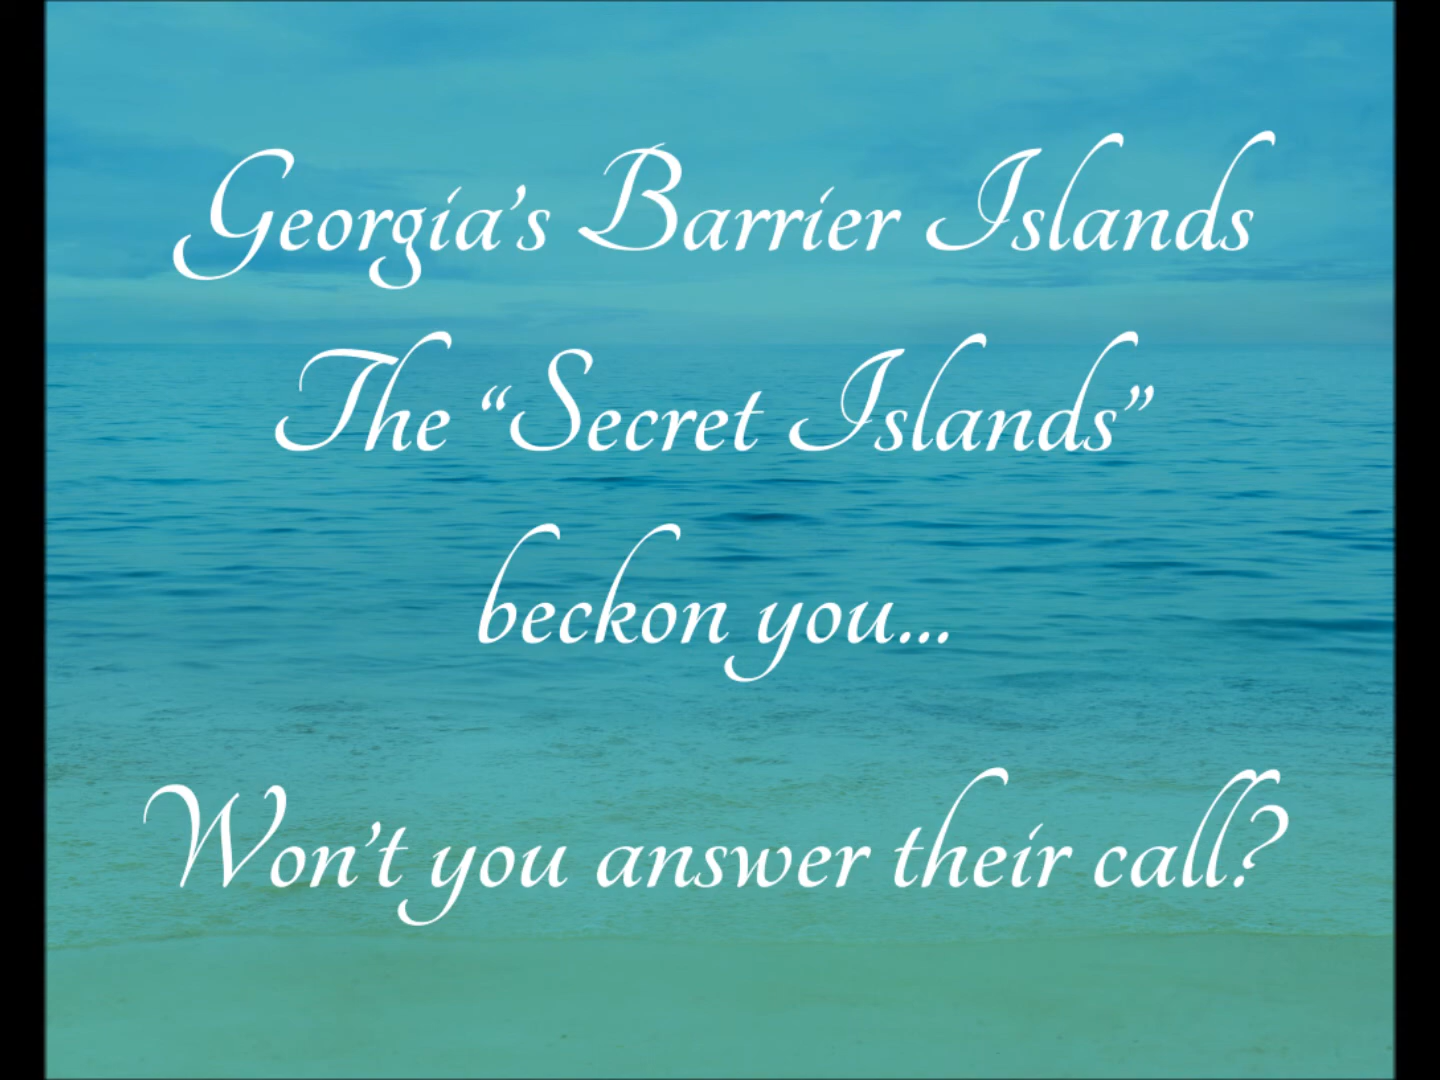 Georgia’s Barrier Islands
The “Secret Islands”
beckon you...
Won’t you answer their call?